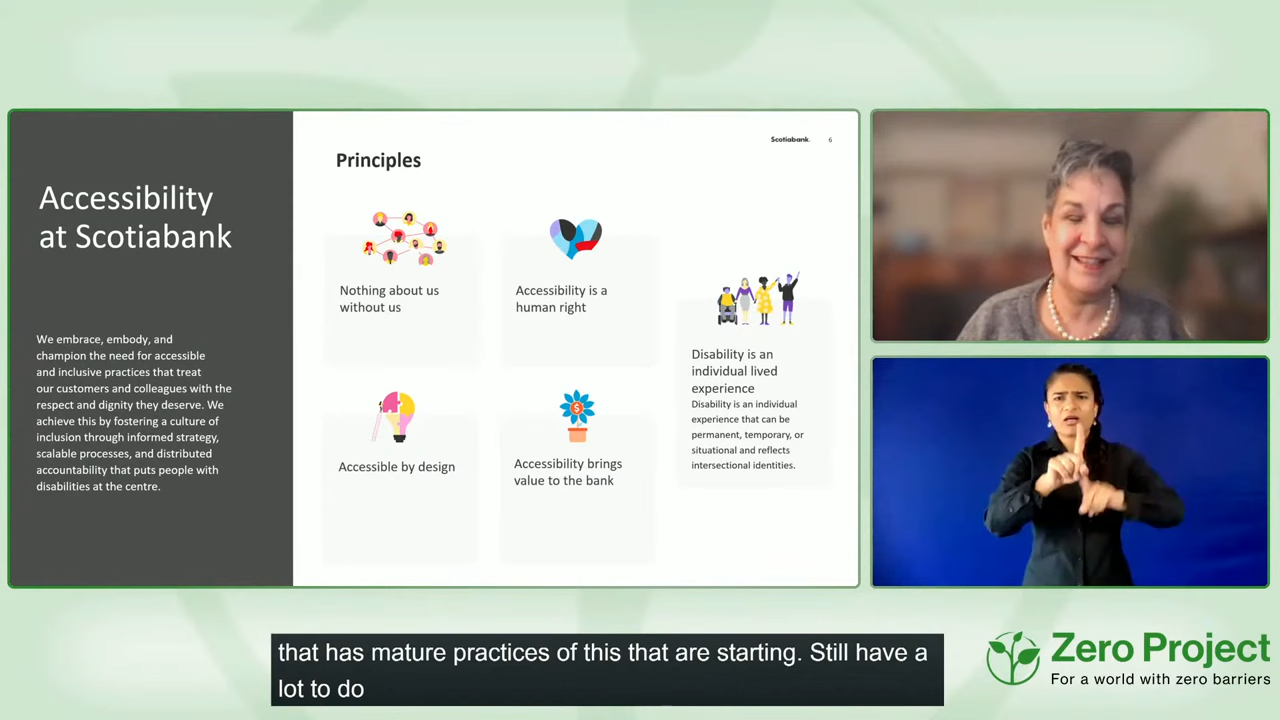 Accessibility
at Scotiabank
We embrace, embody, and
champion the need for accessible
and inclusive practices that treat
our customers and colleagues with the
respect and dignity they deserve. We
achieve this by fostering a culture of
inclusion through informed strategy,
scalable processes, and distributed
accountability that puts people with
disabilities at the centre.
Scotiabank.
6
Principles
Nothing about us
without us
Accessibility is a
human right
Accessible by design
$
Accessibility brings
value to the bank
Disability is an
individual lived
experience
Disability is an individual
experience that can be
permanent, temporary, or
situational and reflects
intersectional identities.
that has mature practices of this that are starting. Still have a
lot to do
Zero Project
For a world with zero barriers